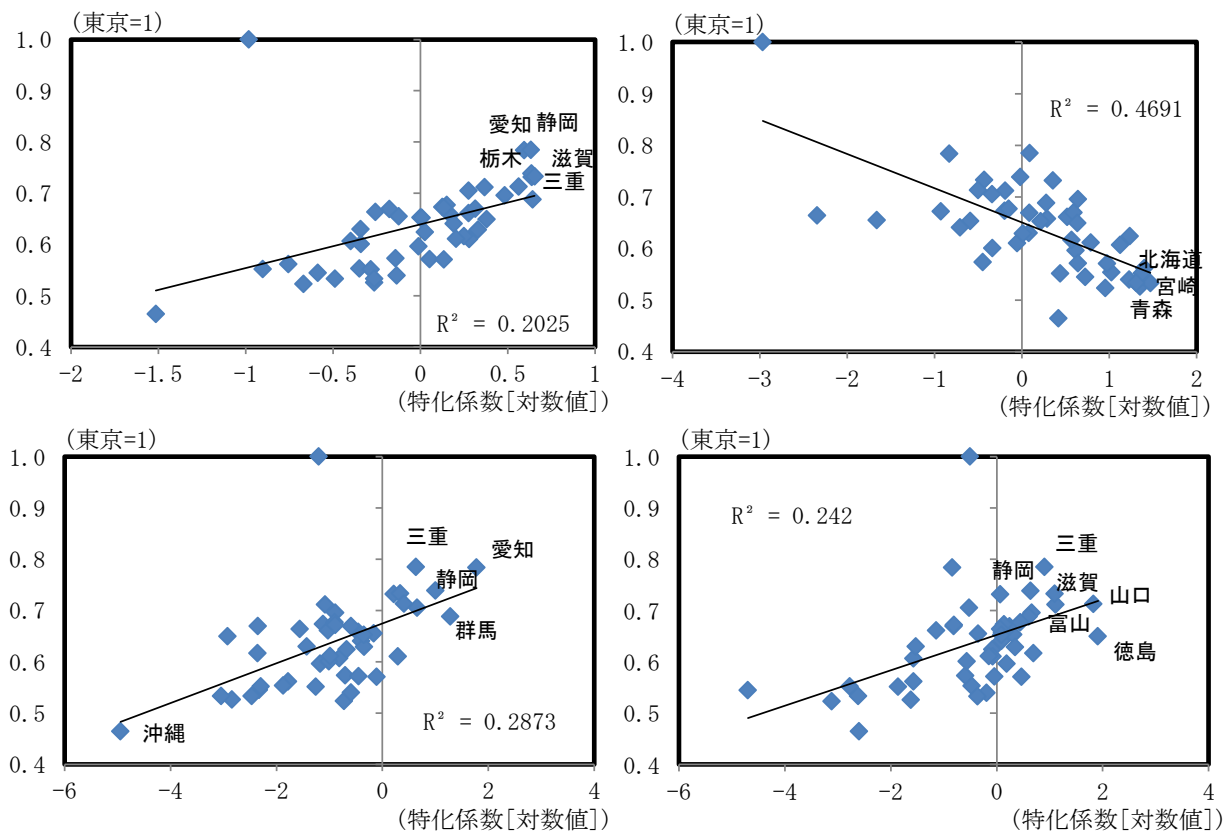 (東京=1)
1.0
0.9
0.8
0.7
0.6
0.5
0.4
愛知 静岡
栃木 滋賀
三重
R² = 0.2025
-2 -1.5 -1 -0.5 0 0.5 1
(特化係数[対数値])
(東京=1)
1.0
0.9
0.8
0.7
0.6
0.5
0.4
R² = 0.4691
北海道
宮崎
青森
-4 -3 -2 -1 0 1 2
(特化係数[対数値])
(東京=1)
1.0
0.9
0.8
0.7
0.6
0.5
0.4
三重
愛知
静岡
群馬
R² = 0.2873
沖縄
-6 -4 -2 0 2 4
(特化係数[対数値])
(東京=1)
1.0
0.9
0.8
0.7
0.6
0.5
0.4
R² = 0.242
三重
静岡
滋賀
山口
富山
徳島
-6 -4 -2 0 2 4
(特化係数[対数値])